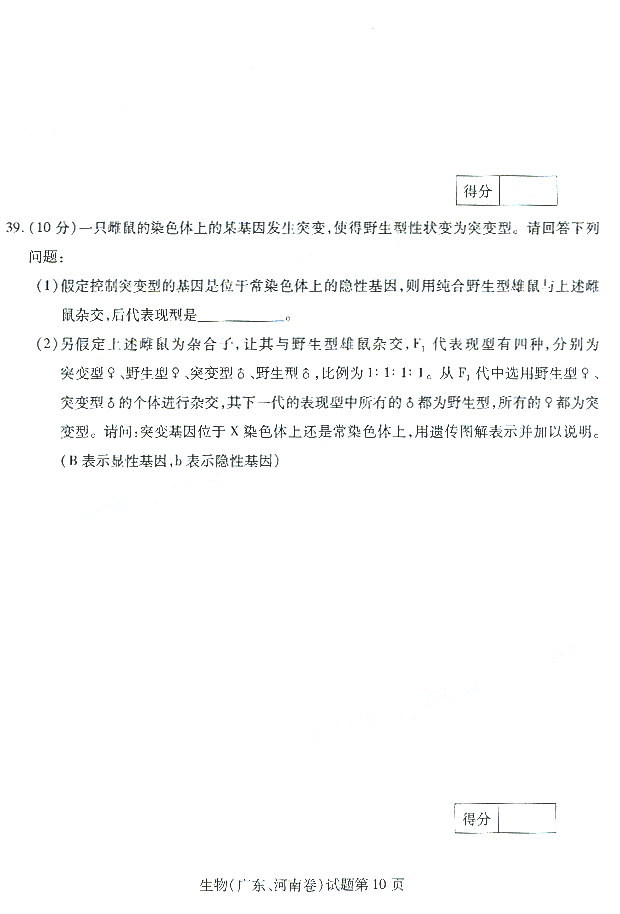 得分
39.(10分)一只雌鼠的染色体上的某基因发生突变,使得野生型性状变为突变型。请回答下列
问题:
(1)假定控制突变型的基因是位于常染色体上的隐性基因,则用纯合野生型雄鼠与上述雌
鼠杂交,后代表现型是____________。
(2)另假定上述雌鼠为杂合子,让其与野生型雄鼠杂交,F₁代表现型有四种,分别为
突变型♀、野生型♀、突变型♂、野生型♂,比例为1:1:1:1。从F₁代中选用野生型♀、
突变型♂的个体进行杂交,其下一代的表现型中所有的♂都为野生型,所有的♀都为突
变型。请问:突变基因位于X染色体上还是常染色体上,用遗传图解表示并加以说明。
(B表示显性基因,b表示隐性基因)
得分
生物(广东、河南卷)试题第10页